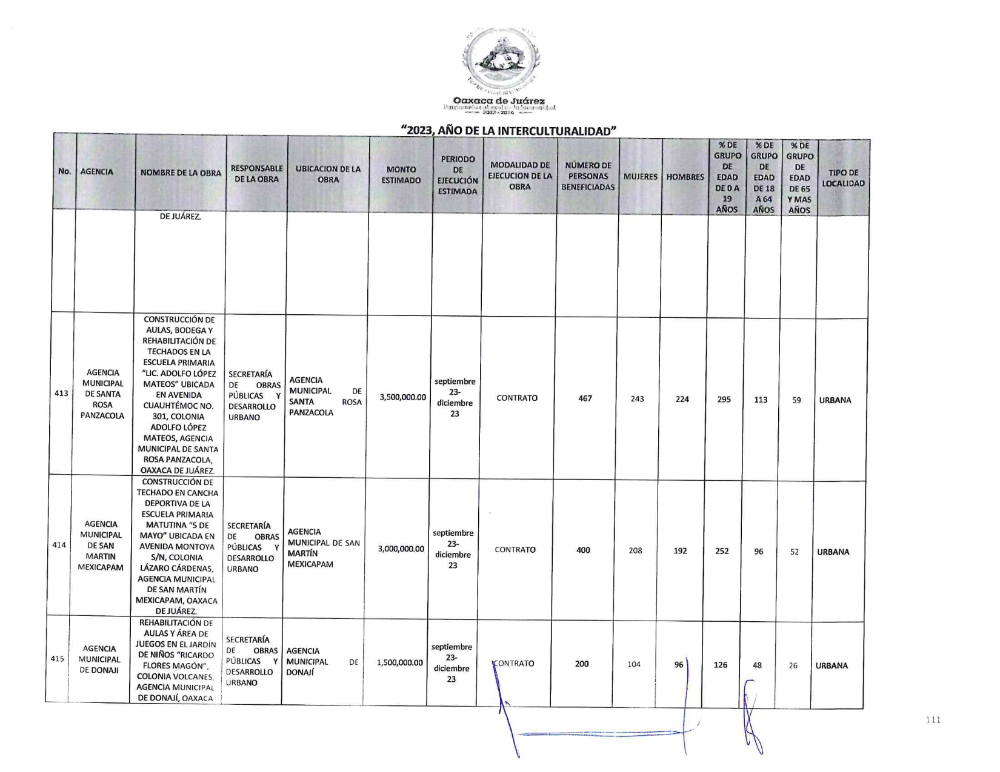 Oaxaca de Juárez
Patrimonio cultural de la humanidad
2022 - 2024
"2023, AÑO DE LA INTERCULTURALIDAD"
No.
AGENCIA
NOMBRE DE LA OBRA
RESPONSABLE
DE LA OBRA
UBICACION DE LA
OBRA
MONTO
ESTIMADO
PERIODO
DE
EJECUCIÓN
ESTIMADA
MODALIDAD DE
EJECUCION DE LA
OBRA
NÚMERO DE
PERSONAS
BENEFICIADAS
MUJERES
HOMBRES
% DE
GRUPO
DE
EDAD
DE 0 A
19
AÑOS
% DE
GRUPO
DE
EDAD
DE 18
A 64
AÑOS
% DE
GRUPO
DE
EDAD
DE 65
Y MAS
AÑOS
TIPO DE
LOCALIDAD
DE JUÁREZ.
413
AGENCIA
MUNICIPAL
DE SANTA
ROSA
PANZACOLA
CONSTRUCCIÓN DE
AULAS, BODEGA Y
REHABILITACIÓN DE
TECHADOS EN LA
ESCUELA PRIMARIA
"LIC. ADOLFO LÓPEZ
MATEOS" UBICADA
EN AVENIDA
CUAUHTÉMOC NO.
301, COLONIA
ADOLFO LÓPEZ
MATEOS, AGENCIA
MUNICIPAL DE SANTA
ROSA PANZACOLA,
OAXACA DE JUÁREZ.
SECRETARÍA
DE OBRAS
PÚBLICAS Y
DESARROLLO
URBANO
AGENCIA
MUNICIPAL DE
SANTA ROSA
PANZACOLA
3,500,000.00
septiembre
23-
diciembre
23
CONTRATO
467
243
224
295
113
59
URBANA
414
AGENCIA
MUNICIPAL
DE SAN
MARTIN
MEXICAPAM
CONSTRUCCIÓN DE
TECHADO EN CANCHA
DEPORTIVA DE LA
ESCUELA PRIMARIA
MATUTINA "5 DE
MAYO" UBICADA EN
AVENIDA MONTOYA
S/N, COLONIA
LÁZARO CÁRDENAS,
AGENCIA MUNICIPAL
DE SAN MARTÍN
MEXICAPAM, OAXACA
DE JUÁREZ.
SECRETARÍA
DE OBRAS
PÚBLICAS Y
DESARROLLO
URBANO
AGENCIA
MUNICIPAL DE SAN
MARTÍN
MEXICAPAM
3,000,000.00
septiembre
23-
diciembre
23
CONTRATO
400
208
192
252
96
52
URBANA
415
AGENCIA
MUNICIPAL
DE DONAJI
REHABILITACIÓN DE
AULAS Y ÁREA DE
JUEGOS EN EL JARDÍN
DE NIÑOS "RICARDO
FLORES MAGÓN",
COLONIA VOLCANES,
AGENCIA MUNICIPAL
DE DONAJÍ, OAXACA
SECRETARÍA
DE OBRAS
PÚBLICAS Y
DESARROLLO
URBANO
AGENCIA
MUNICIPAL DE
DONAJÍ
1,500,000.00
septiembre
23-
diciembre
23
CONTRATO
200
104
96
126
48
26
URBANA
111